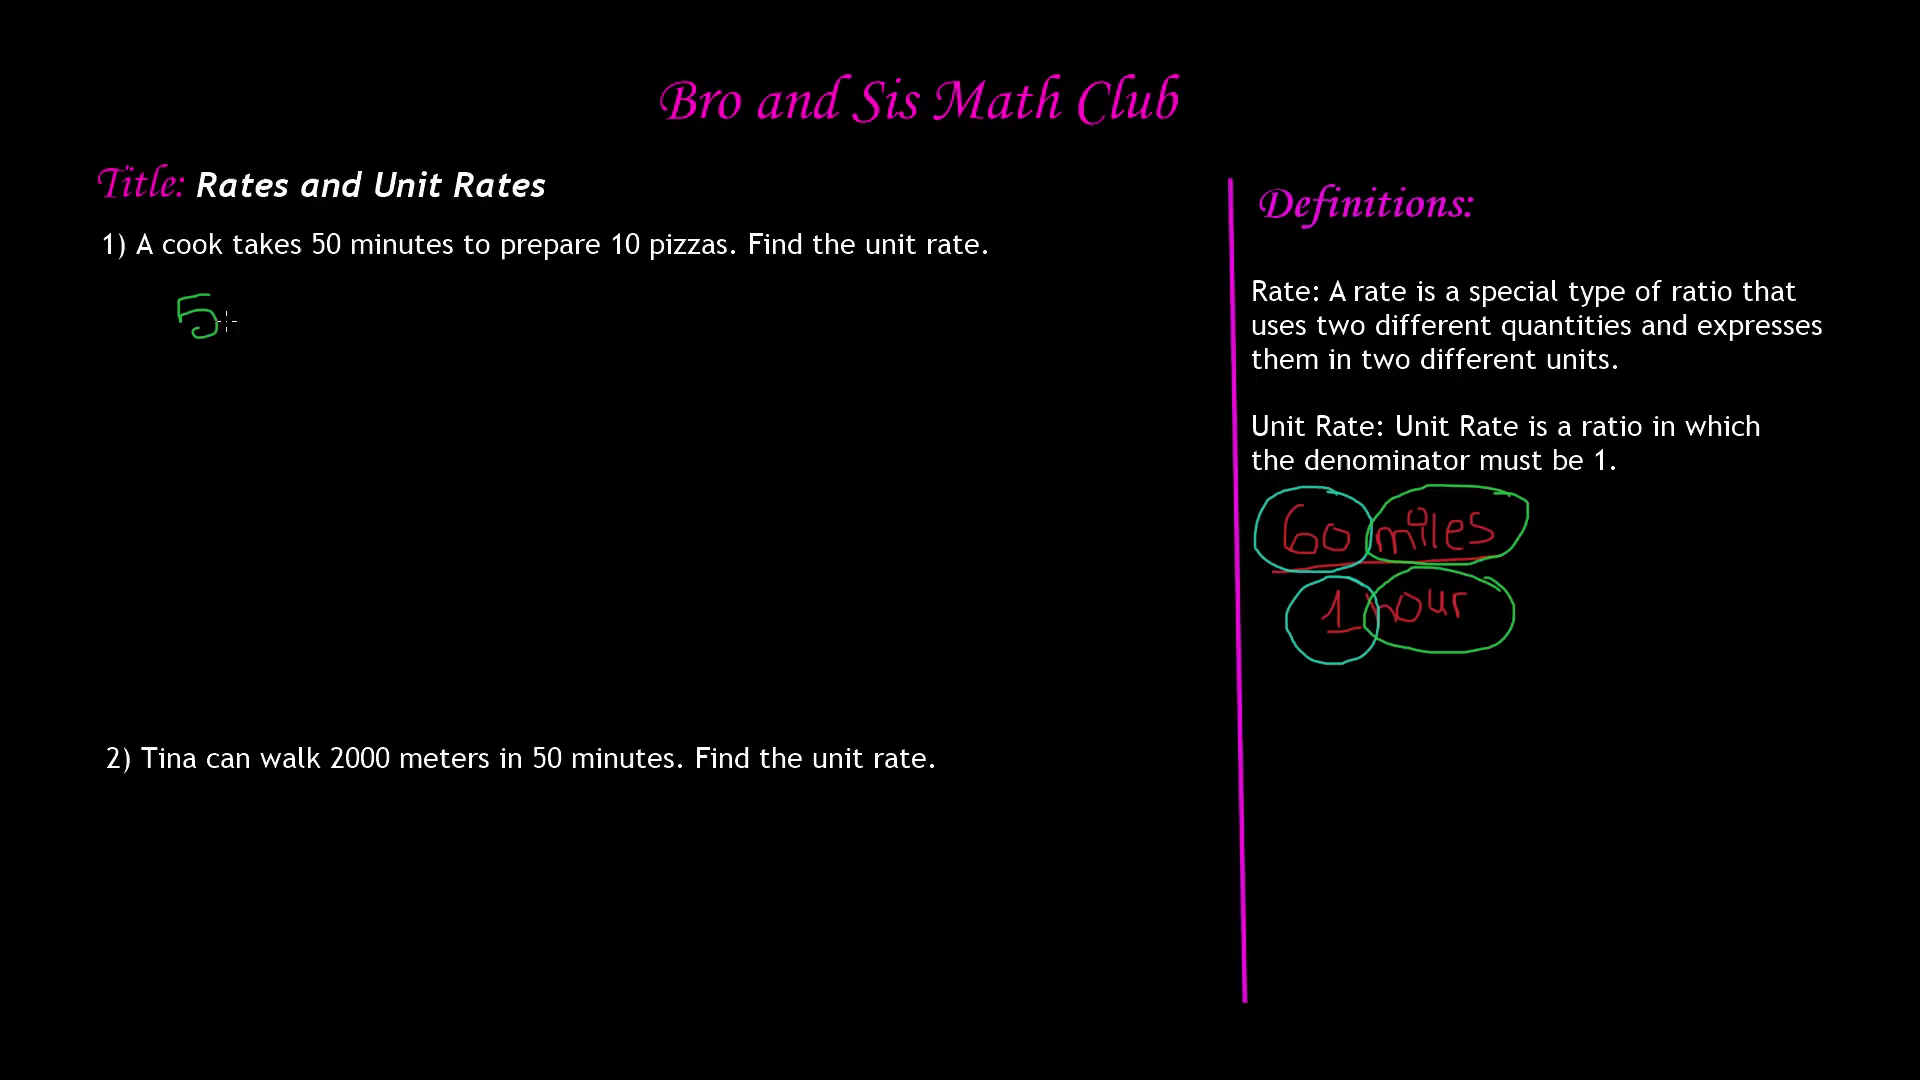 Bro and Sis Math Club
Title: Rates and Unit Rates
1) A cook takes 50 minutes to prepare 10 pizzas. Find the unit rate.
5
2) Tina can walk 2000 meters in 50 minutes. Find the unit rate.
Definitions:
Rate: A rate is a special type of ratio that
uses two different quantities and expresses
them in two different units.
Unit Rate: Unit Rate is a ratio in which
the denominator must be 1.
60 miles
1 hour